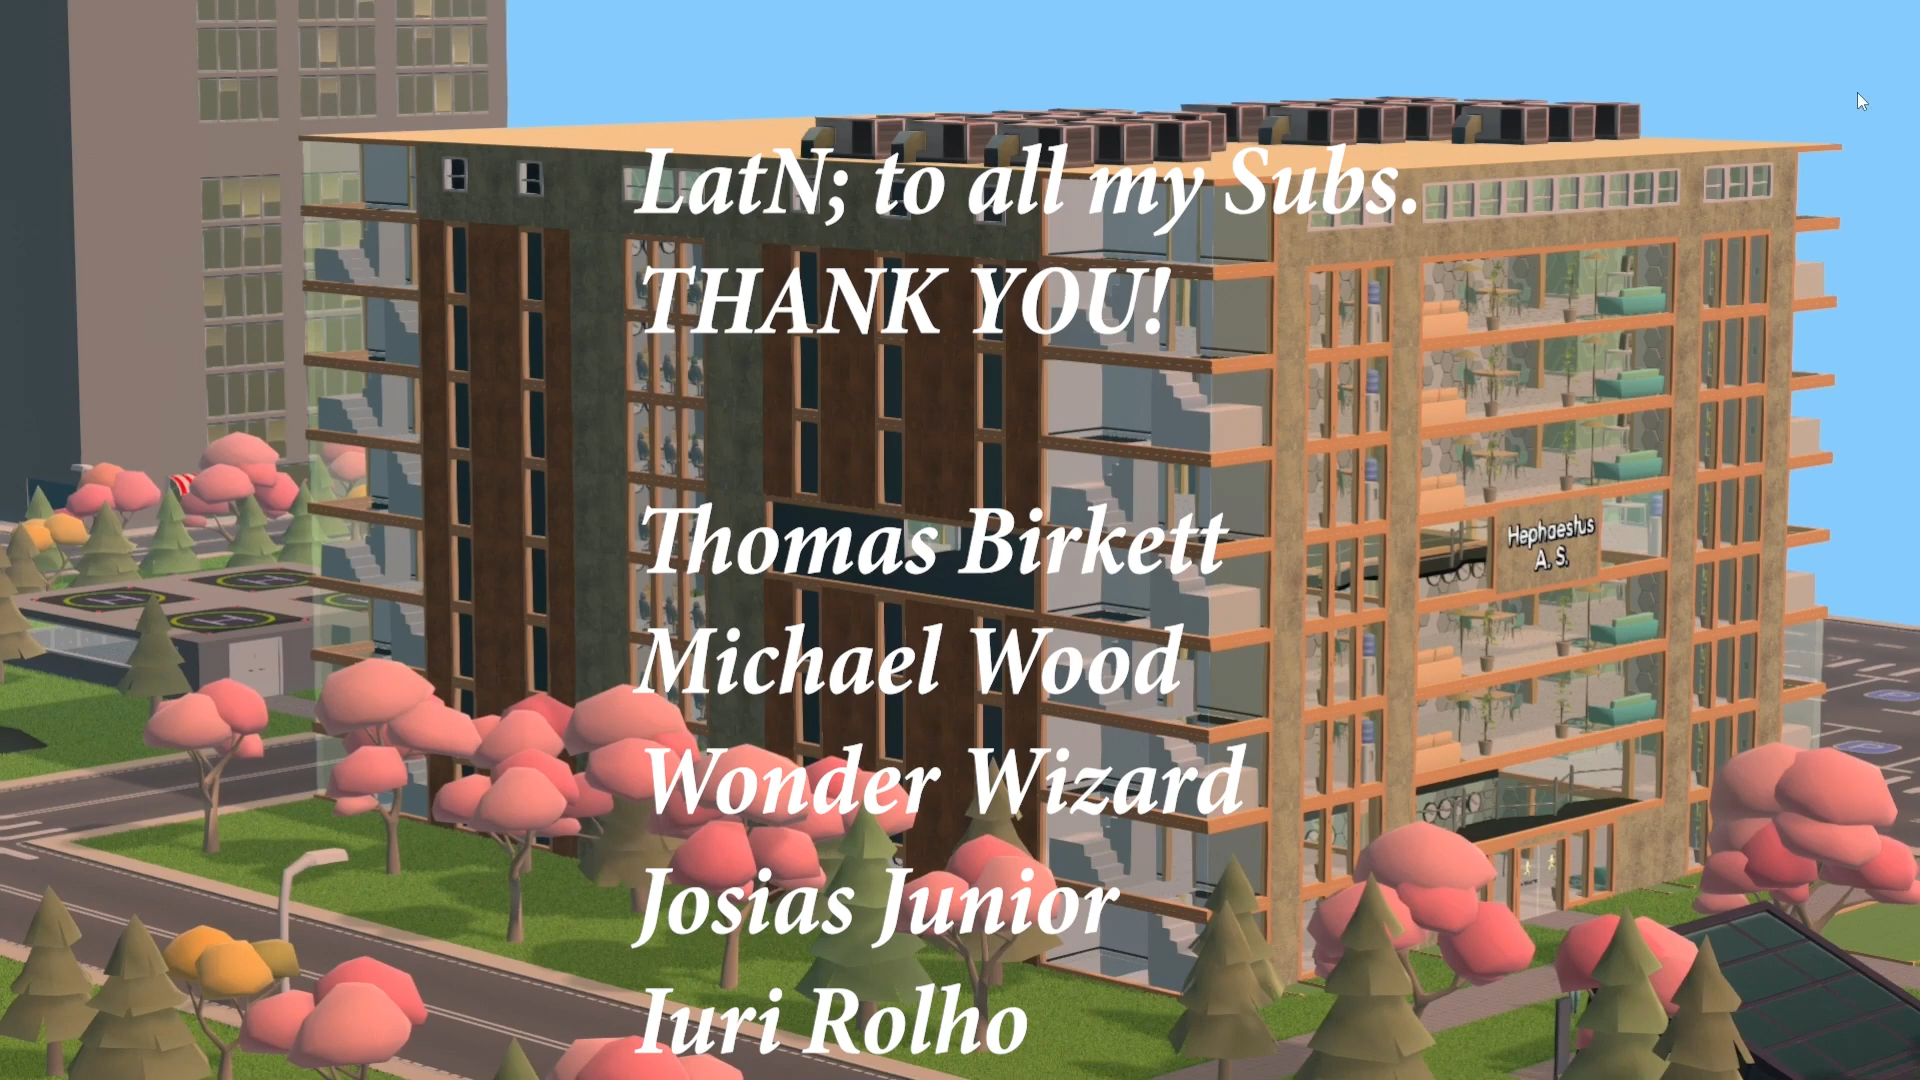 LatN; to all my Subs.
THANK YOU!
Thomas Birkett
Michael Wood
Wonder Wizard
Josias Junior
Iuri Rolho
Hephaestus
A. S.
H
H
H